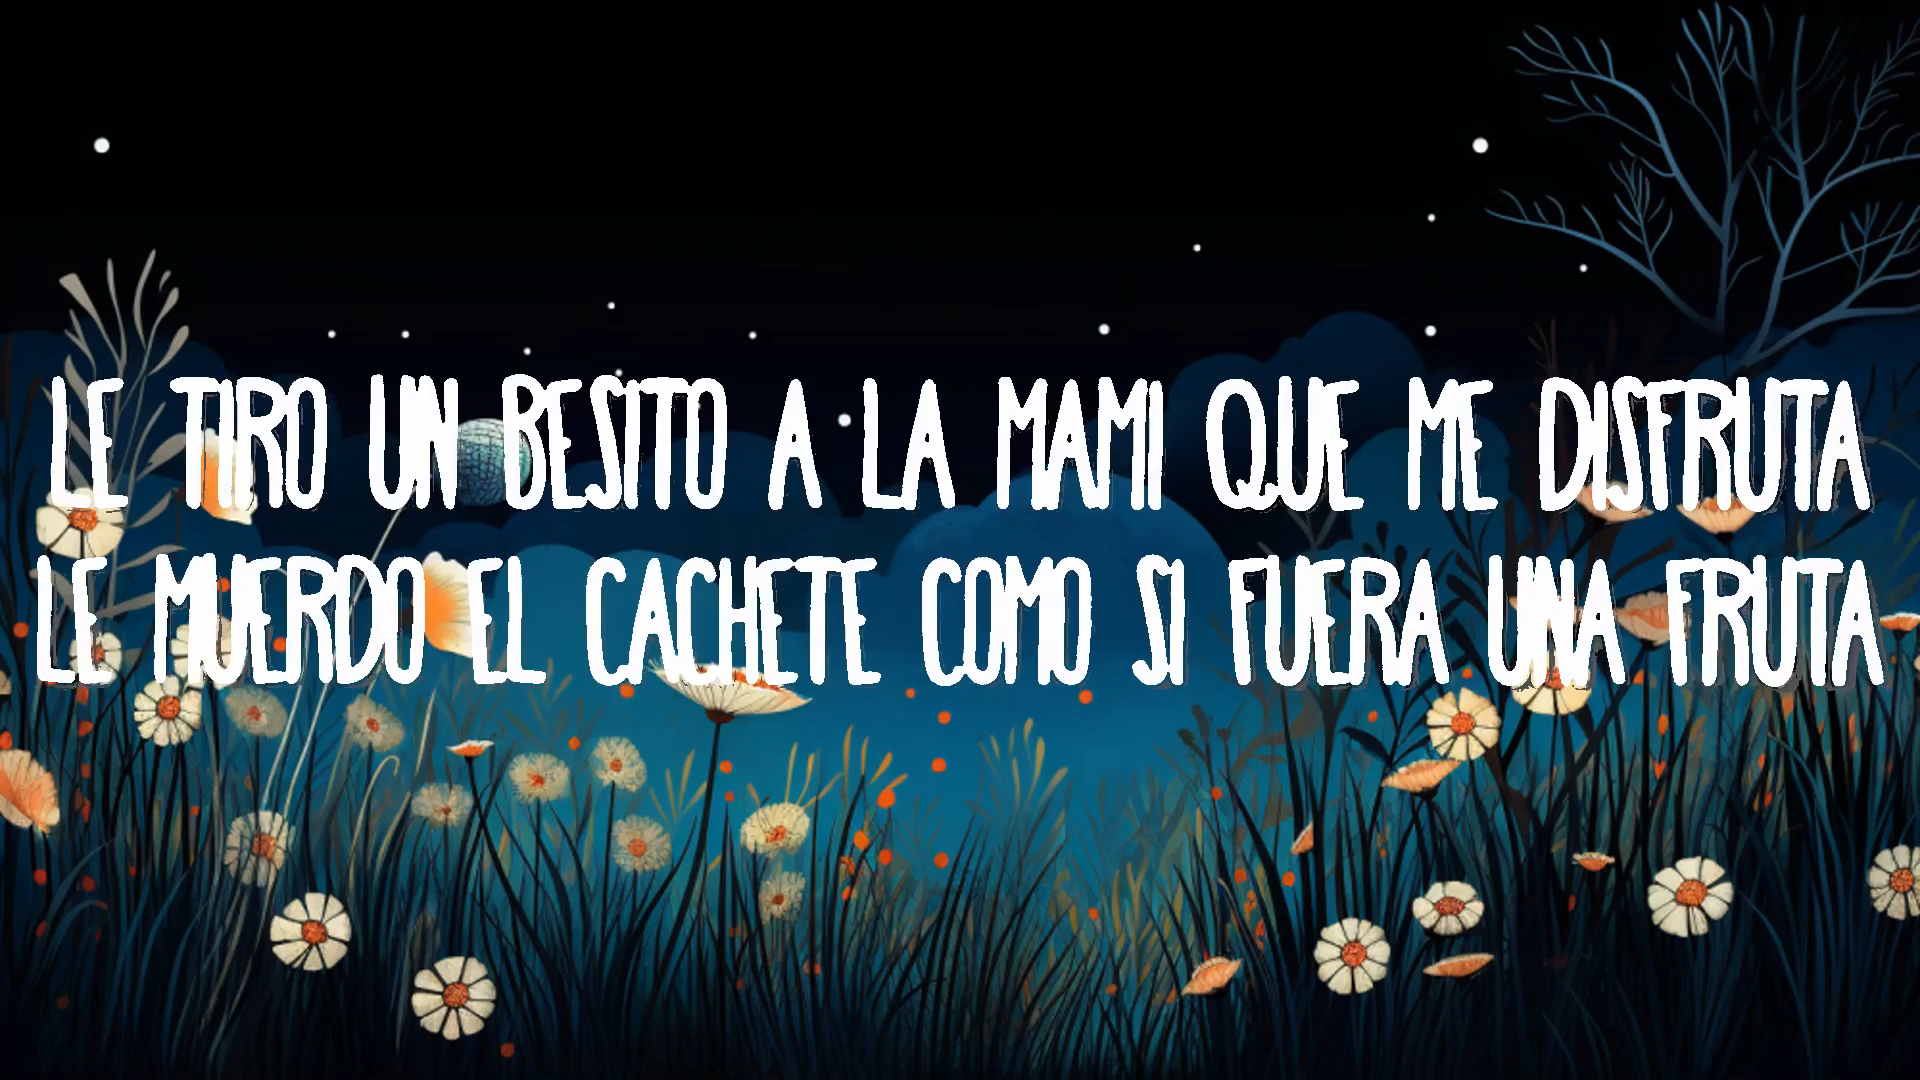 LE TIRO UN BESITO A LA MAMI QUE ME DISFRUTA
LE MUERDO EL CACHETE COMO SI FUERA UNA FRUTA